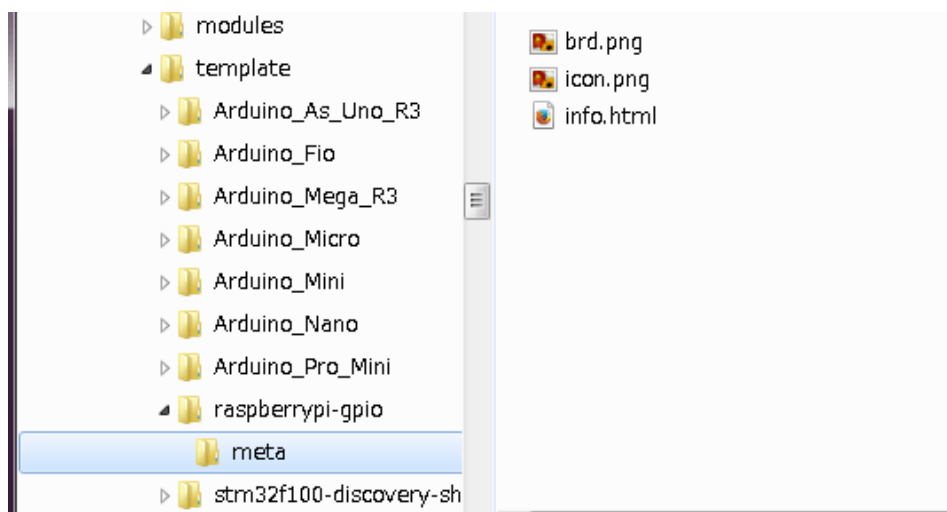 modules
template
Arduino_As_Uno_R3
Arduino_Fio
Arduino_Mega_R3
Arduino_Micro
Arduino_Mini
Arduino_Nano
Arduino_Pro_Mini
raspberrypi-gpio
meta
stm32f100-discovery-sh
brd.png
icon.png
info.html